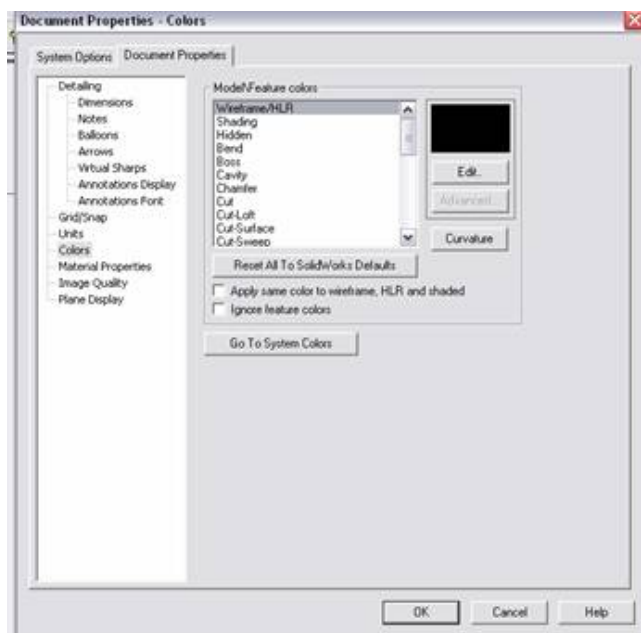 Document Properties - Colors
System Options
Document Properties
Detailing
Dimensions
Notes
Balloons
Arrows
Virtual Sharps
Annotations Display
Annotations Font
Grid/Snap
Units
Colors
Material Properties
Image Quality
Plane Display
Model\Feature colors
Wireframe/HLR
Shading
Hidden
Bend
Boss
Cavity
Chamfer
Cut
Cut-Loft
Cut-Surface
Cut-Sweep
Edit..
Advanced...
Curvature
Reset All To SolidWorks Defaults
Apply same color to wireframe, HLR and shaded
Ignore feature colors
Go To System Colors
OK
Cancel
Help